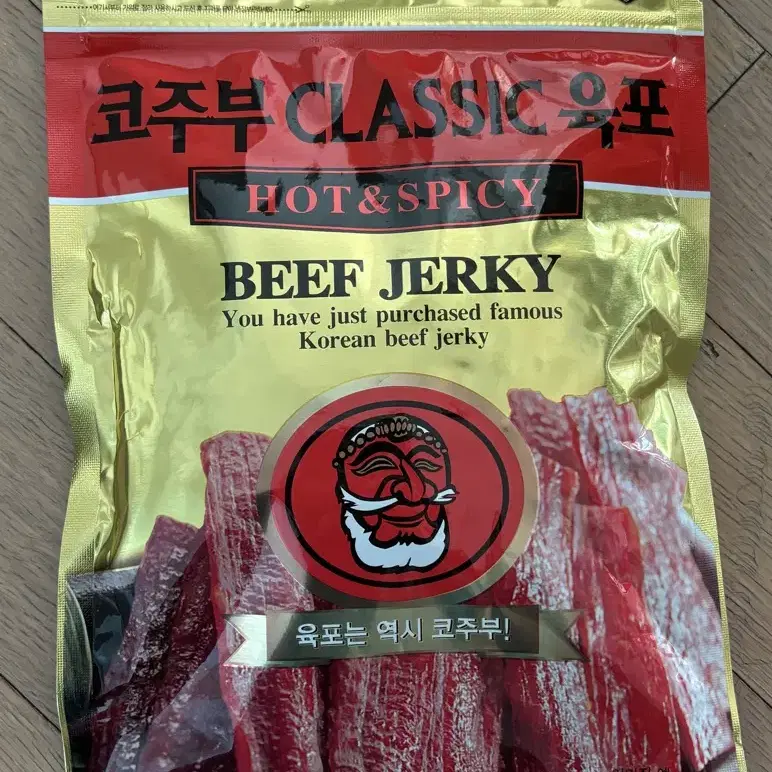 코주부 CLASSIC 육포
HOT & SPICY
BEEF JERKY
You have just purchased famous
Korean beef jerky
육포는 역시 코주부!